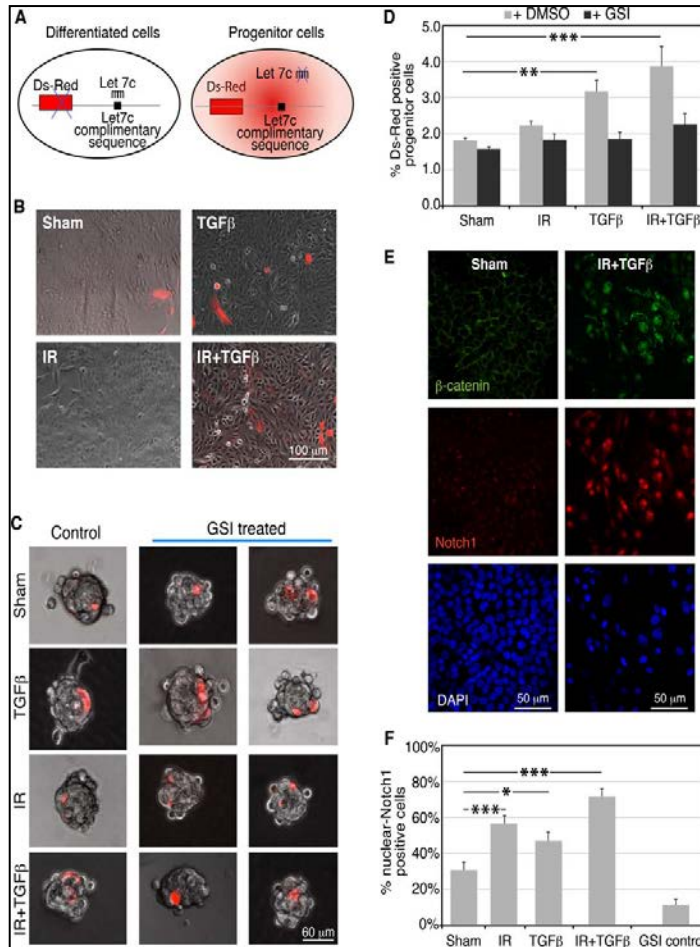 A
Differentiated cells
Progenitor cells
Ds-Red
Let 7c
Let7c
complimentary
sequence
Ds-Red
Let 7c
Let7c
complimentary
sequence
B
Sham
TGFβ
IR
IR+TGFβ
100 μm
C
Control
GSI treated
Sham
TGFβ
IR
IR+TGFβ
60 μm
D
+ DMSO
+ GSI
% Ds-Red positive
progenitor cells
5.0
4.0
3.0
2.0
1.0
0.0
***
**
Sham
IR
TGFβ
IR+TGFβ
E
Sham
IR+TGFβ
β-catenin
Notch1
DAPI
50 μm
50 μm
F
% nuclear-Notch1
positive cells
100%
80%
60%
40%
20%
0%
***
*
***
Sham
IR
TGFβ
IR+TGFβ
GSI control